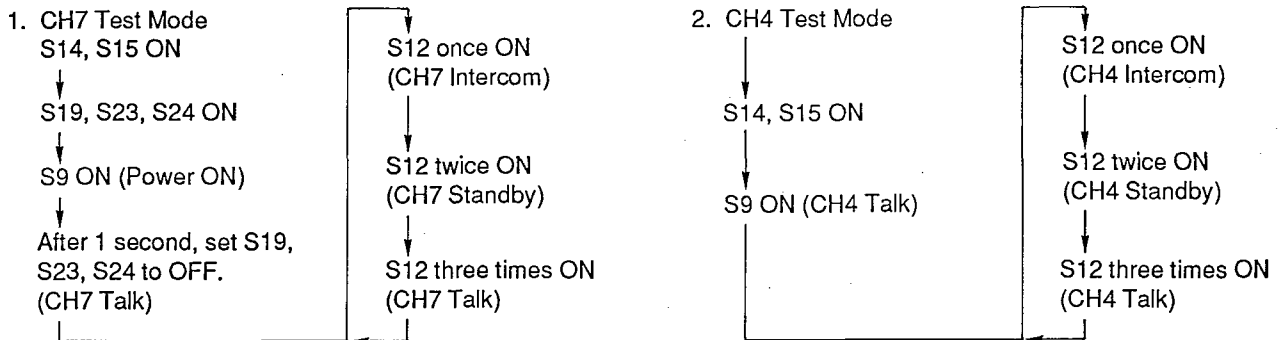 1. CH7 Test Mode
S14, S15 ON
S19, S23, S24 ON
S9 ON (Power ON)
After 1 second, set S19,
S23, S24 to OFF.
(CH7 Talk)
S12 once ON
(CH7 Intercom)
S12 twice ON
(CH7 Standby)
S12 three times ON
(CH7 Talk)
2. CH4 Test Mode
S14, S15 ON
S9 ON (CH4 Talk)
S12 once ON
(CH4 Intercom)
S12 twice ON
(CH4 Standby)
S12 three times ON
(CH4 Talk)